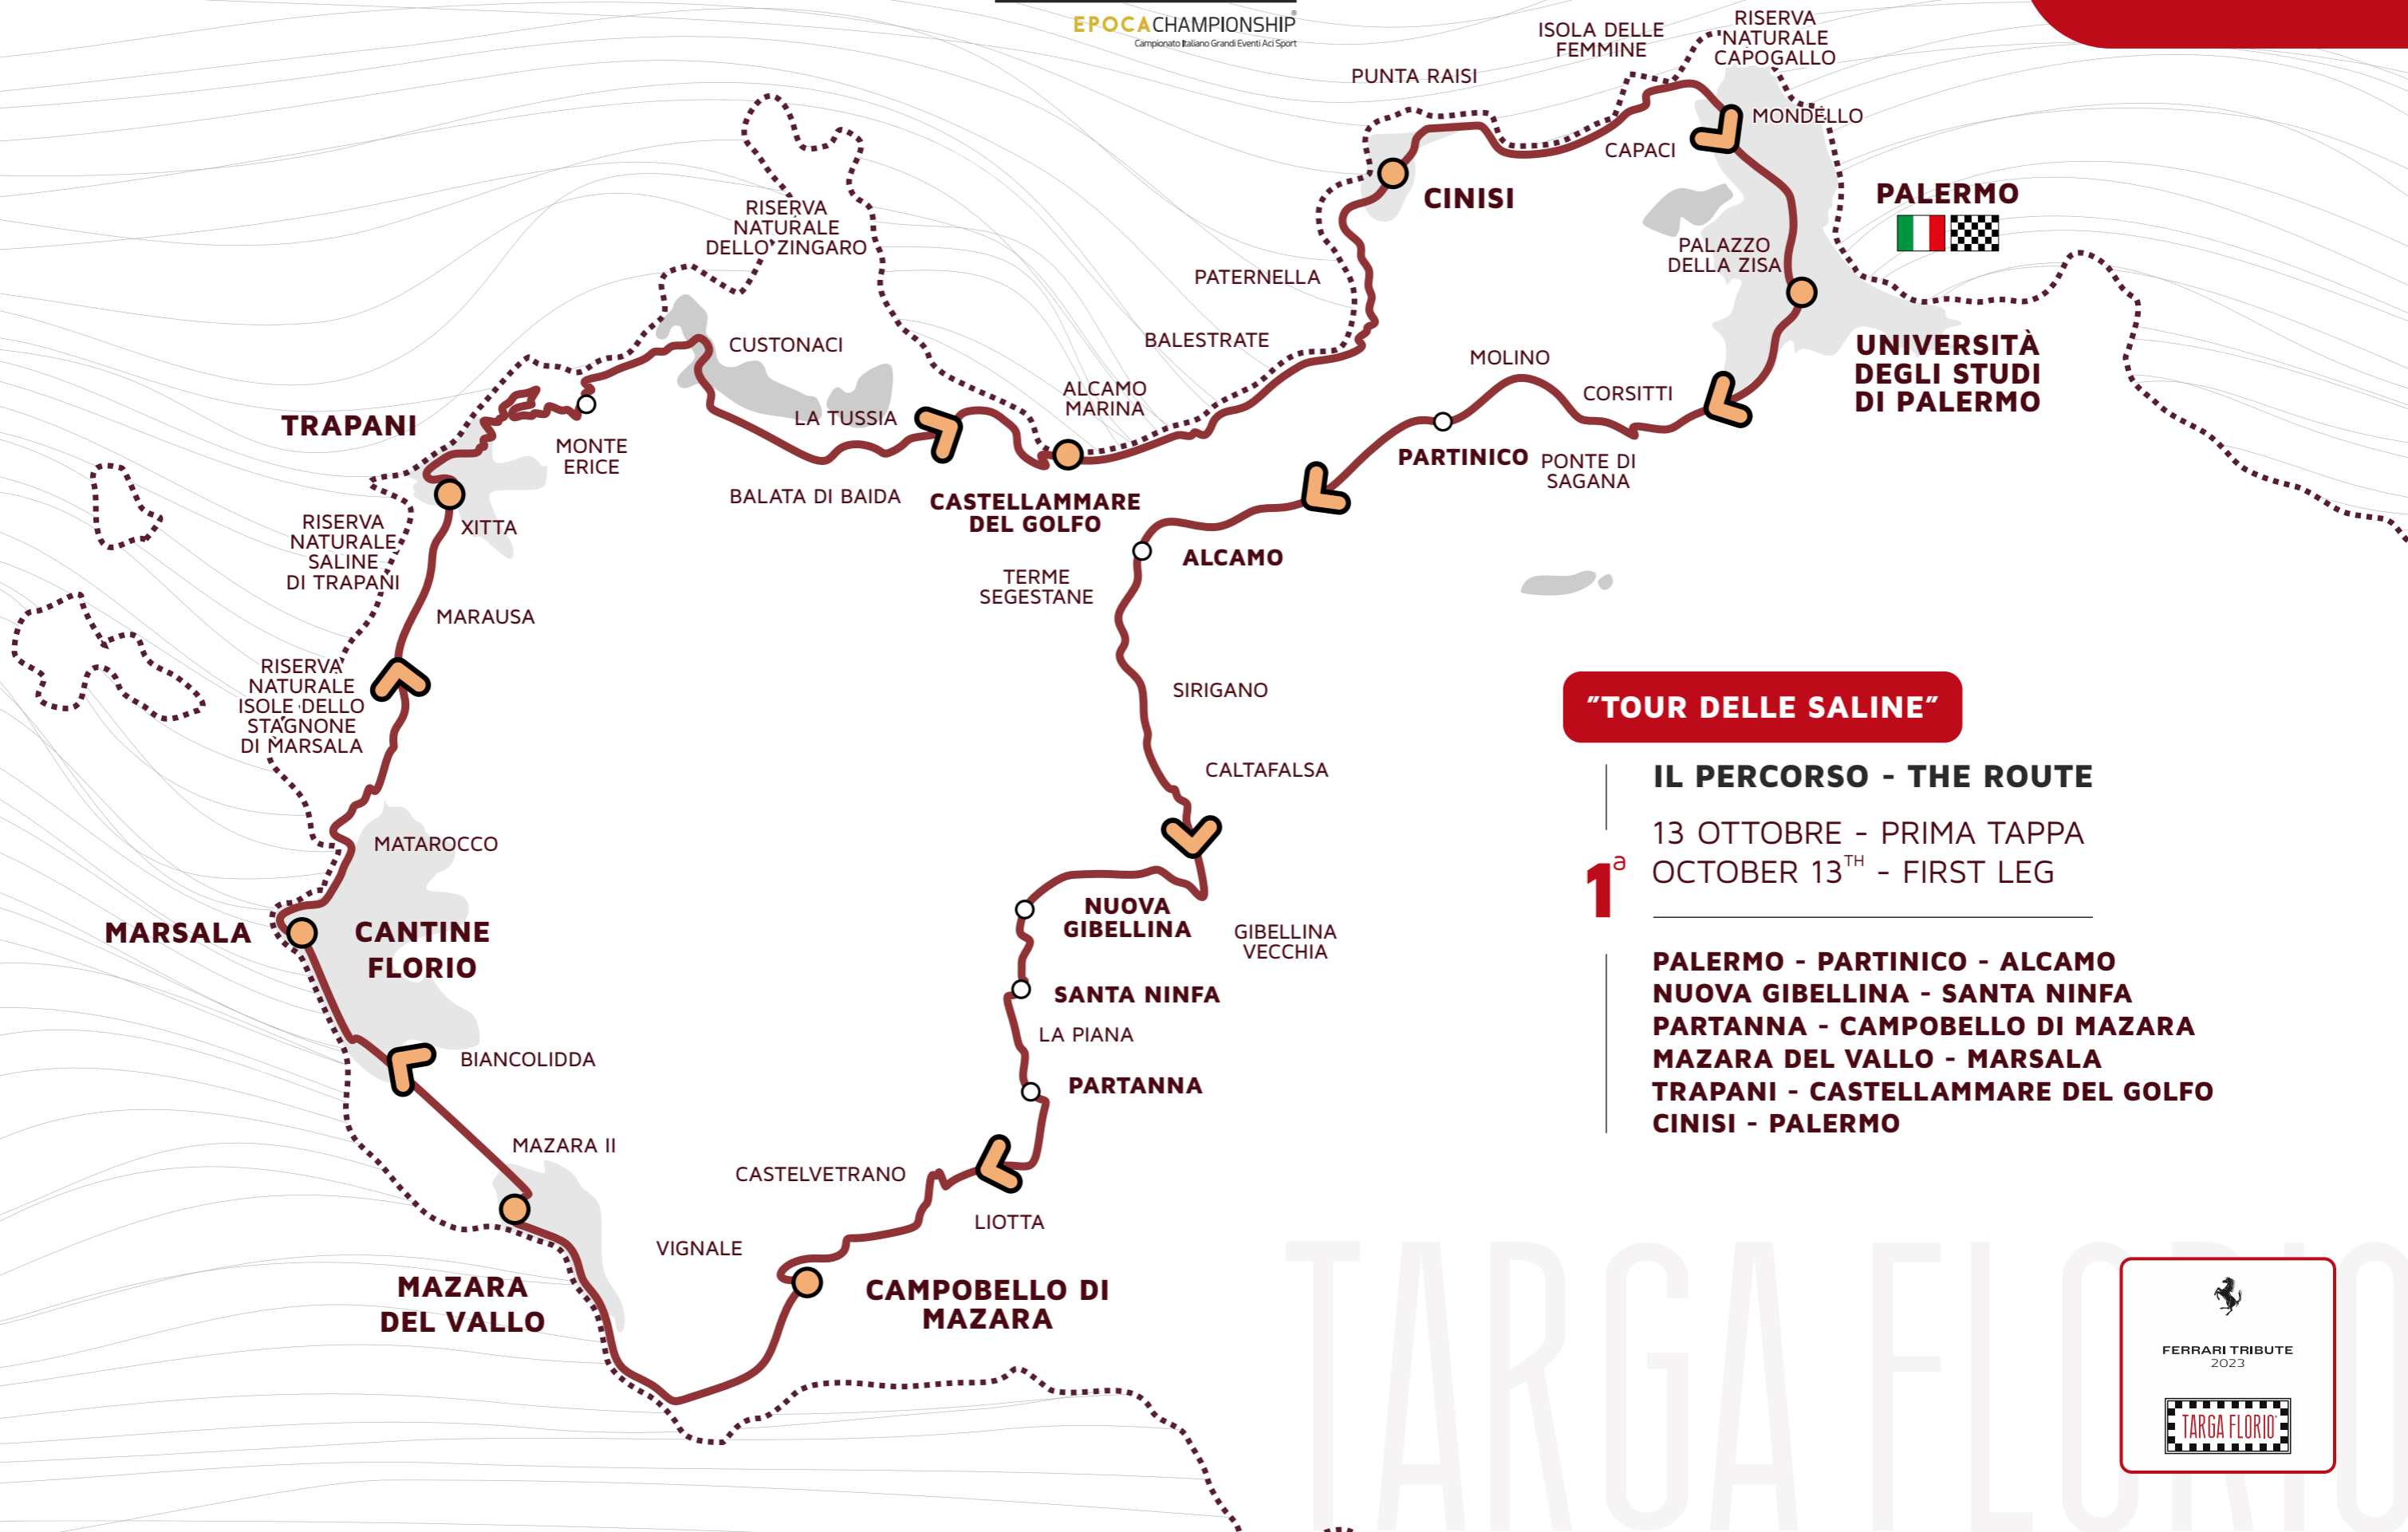 EPOCACHAMPIONSHIP®
Campionato Italiano Grandi Eventi Aci Sport
ISOLA DELLE
FEMMINE
RISERVA
NATURALE
CAPOGALLO
PUNTA RAISI
MONDELLO
CAPACI
CINISI
PALERMO
PALAZZO
DELLA ZISA
RISERVA
NATURALE
DELLO ZINGARO
PATERNELLA
BALESTRATE
UNIVERSITÀ
DEGLI STUDI
DI PALERMO
CUSTONACI
MOLINO
CORSITTI
ALCAMO
MARINA
LA TUSSIA
TRAPANI
MONTE
ERICE
PARTINICO
PONTE DI
SAGANA
BALATA DI BAIDA
CASTELLAMMARE
DEL GOLFO
XITTA
RISERVA
NATURALE
SALINE
DI TRAPANI
ALCAMO
TERME
SEGESTANE
MARAUSA
RISERVA
NATURALE
ISOLE DELLO
STAGNONE
DI MARSALA
SIRIGANO
CALTAFALSA
MATAROCCO
NUOVA
GIBELLINA
GIBELLINA
VECCHIA
MARSALA
CANTINE
FLORIO
SANTA NINFA
LA PIANA
BIANCOLIDDA
PARTANNA
MAZARA II
CASTELVETRANO
LIOTTA
VIGNALE
MAZARA
DEL VALLO
CAMPOBELLO DI
MAZARA
"TOUR DELLE SALINE"
IL PERCORSO - THE ROUTE
13 OTTOBRE - PRIMA TAPPA
1ª OCTOBER 13TH - FIRST LEG
PALERMO - PARTINICO - ALCAMO
NUOVA GIBELLINA - SANTA NINFA
PARTANNA - CAMPOBELLO DI MAZARA
MAZARA DEL VALLO - MARSALA
TRAPANI - CASTELLAMMARE DEL GOLFO
CINISI - PALERMO
TARGA FLORIO
FERRARI TRIBUTE
2023
TARGA FLORIO